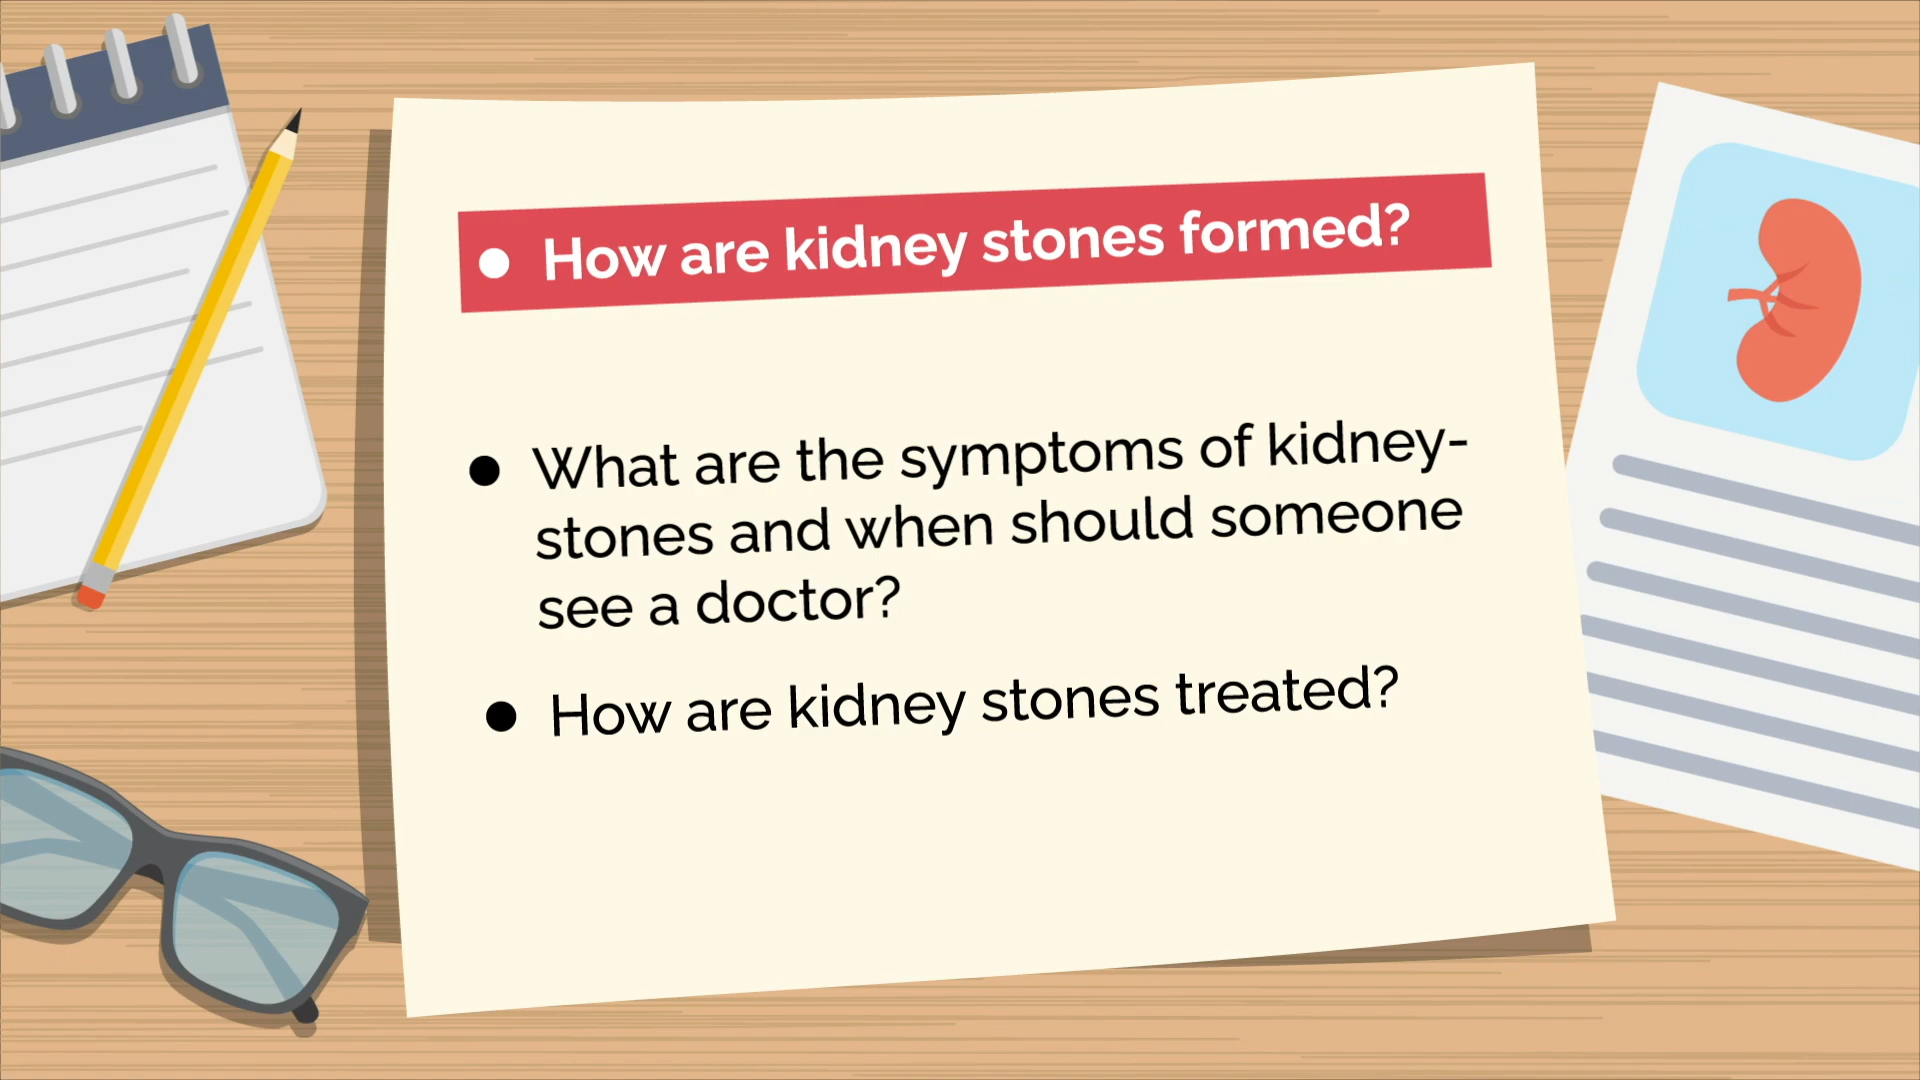 ● How are kidney stones formed?
● What are the symptoms of kidney-
stones and when should someone
see a doctor?
● How are kidney stones treated?